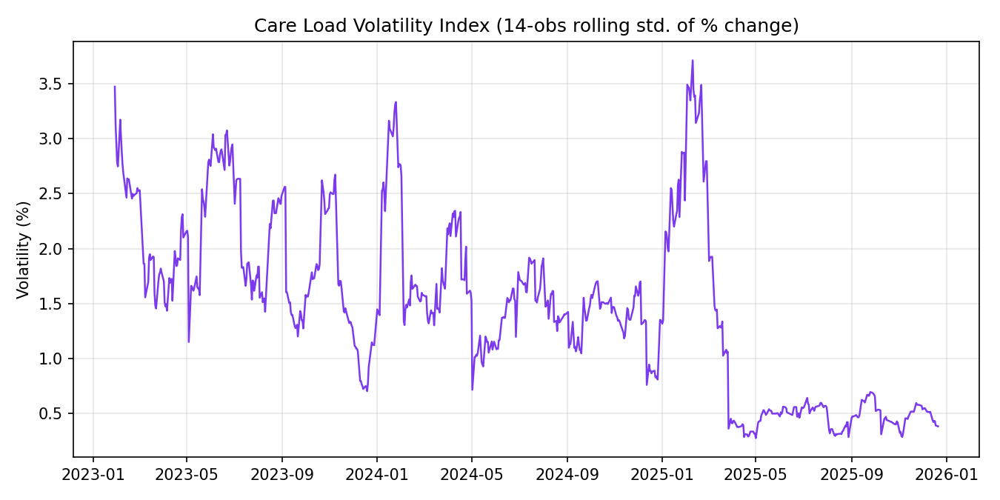 Care Load Volatility Index (14-obs rolling std. of % change)
Volatility (%)
3.5
3.0
2.5
2.0
1.5
1.0
0.5
2023-01 2023-05 2023-09 2024-01 2024-05 2024-09 2025-01 2025-05 2025-09 2026-01